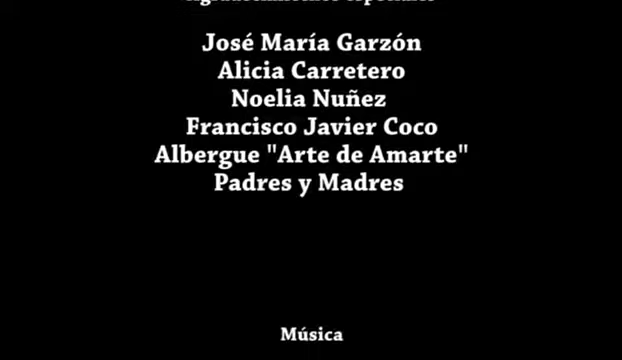 José María Garzón
Alicia Carretero
Noelia Nuñez
Francisco Javier Coco
Albergue "Arte de Amarte"
Padres y Madres
Música